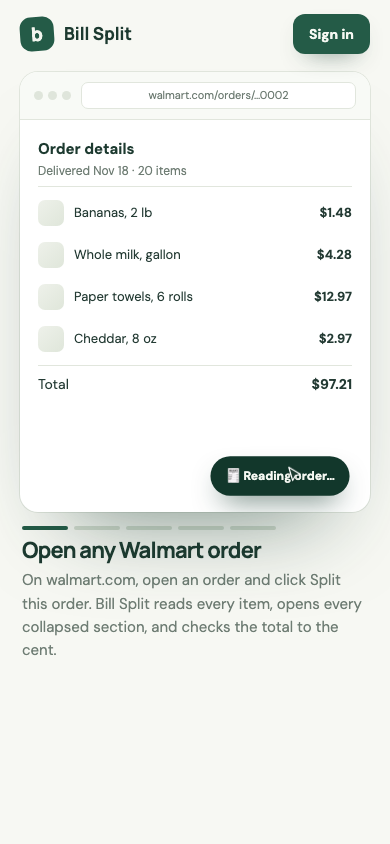 b Bill Split
Sign in
walmart.com/orders/…0002
Order details
Delivered Nov 18 · 20 items
Bananas, 2 lb $1.48
Whole milk, gallon $4.28
Paper towels, 6 rolls $12.97
Cheddar, 8 oz $2.97
Total $97.21
Reading order…
Open any Walmart order
On walmart.com, open an order and click Split
this order. Bill Split reads every item, opens every
collapsed section, and checks the total to the
cent.